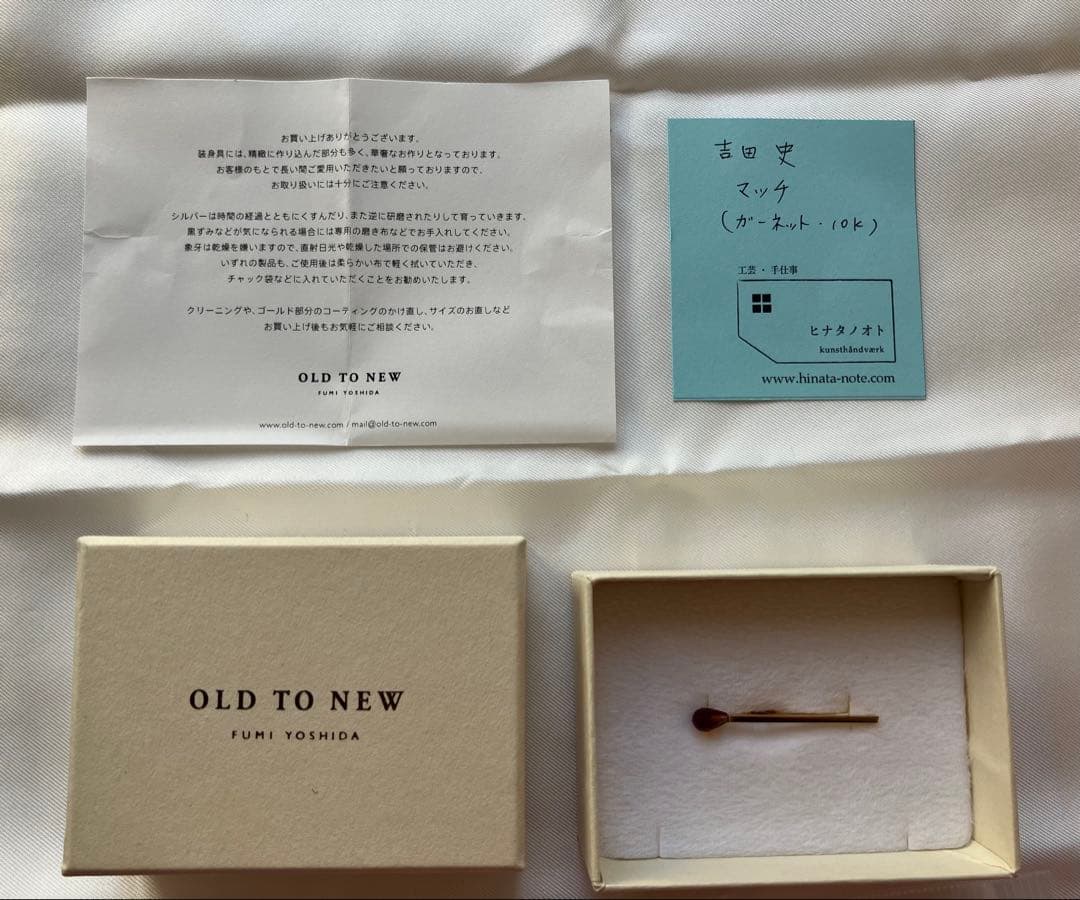 お買い上げありがとうございます。
装身具には、精緻に作り込んだ部分も多く、華奢なお作りとなっております。
お客様のもとで長い間ご愛用いただきたいと願っておりますので、
お取り扱いには十分にご注意ください。
シルバーは時間の経過とともにくすんだり、また逆に研磨されたりして育っていきます。
黒ずみなどが気になられる場合には専用の磨き布などでお手入れしてください。
象牙は乾燥を嫌いますので、直射日光や乾燥した場所での保管はお避けください。
いずれの製品も、ご使用後は柔らかい布で軽く拭いていただき、
チャック袋などに入れていただくことをお勧めいたします。
クリーニングや、ゴールド部分のコーティングのかけ直し、サイズのお直しなど
お買い上げ後もお気軽にご相談ください。
OLD TO NEW
FUMI YOSHIDA
www.old-to-new.com / mail@old-to-new.com
吉田 史
マッチ
(ガーネット・10K)
工芸・手仕事
ヒナタノオト
kunsthåndværk
www.hinata-note.com
OLD TO NEW
FUMI YOSHIDA